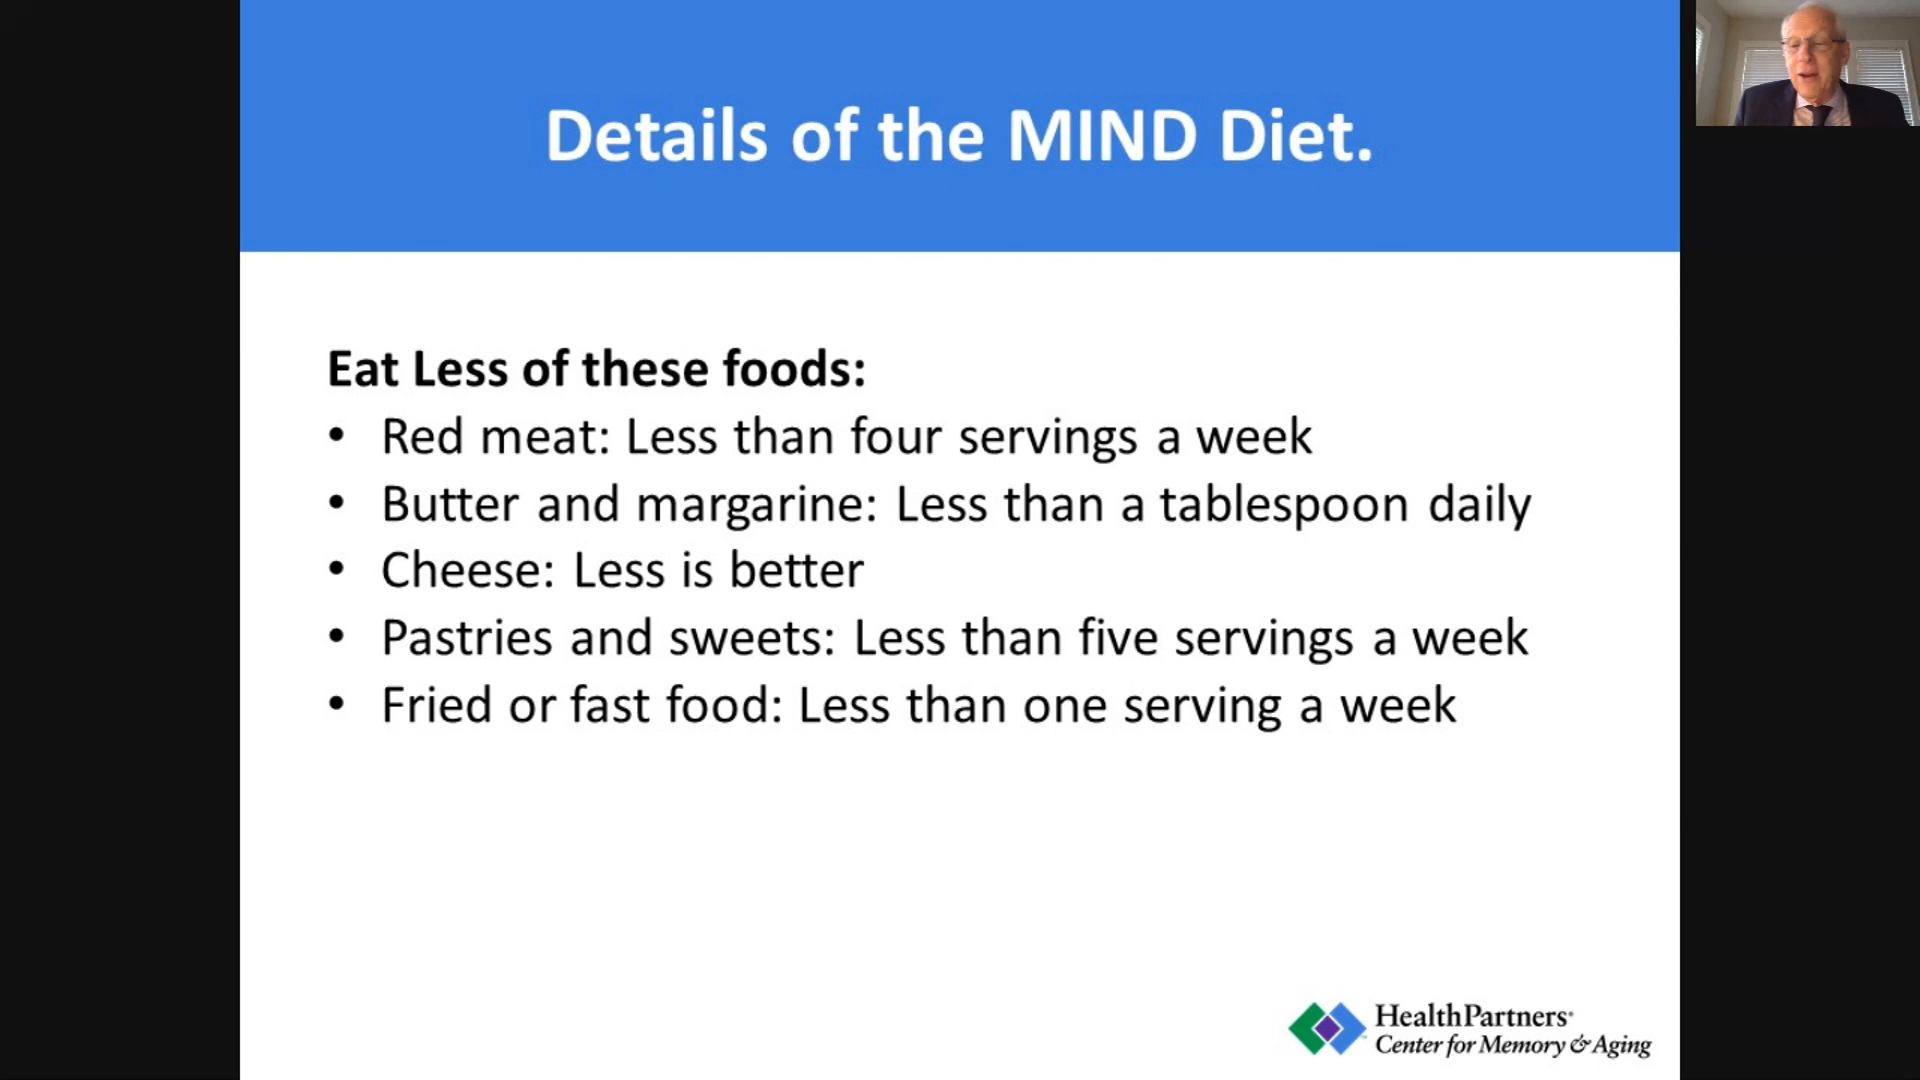 Details of the MIND Diet.
Eat Less of these foods:
• Red meat: Less than four servings a week
• Butter and margarine: Less than a tablespoon daily
• Cheese: Less is better
• Pastries and sweets: Less than five servings a week
• Fried or fast food: Less than one serving a week
HealthPartners®
Center for Memory & Aging